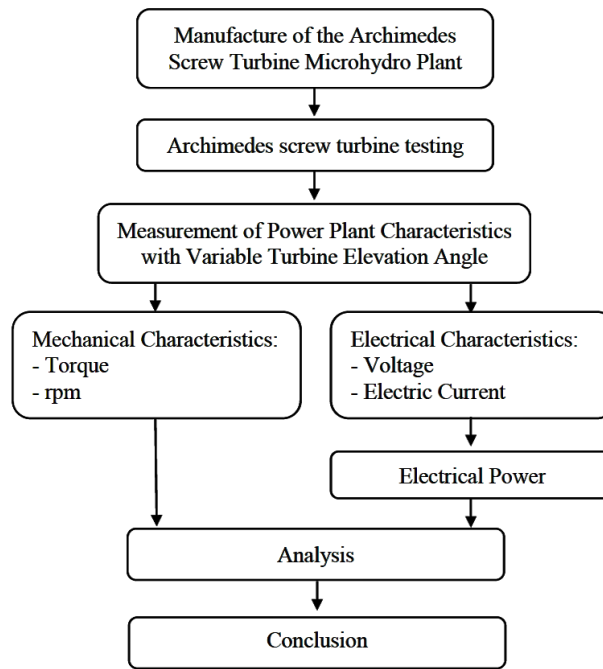 Manufacture of the Archimedes
Screw Turbine Microhydro Plant
Archimedes screw turbine testing
Measurement of Power Plant Characteristics
with Variable Turbine Elevation Angle
Mechanical Characteristics:
- Torque
- rpm
Electrical Characteristics:
- Voltage
- Electric Current
Electrical Power
Analysis
Conclusion